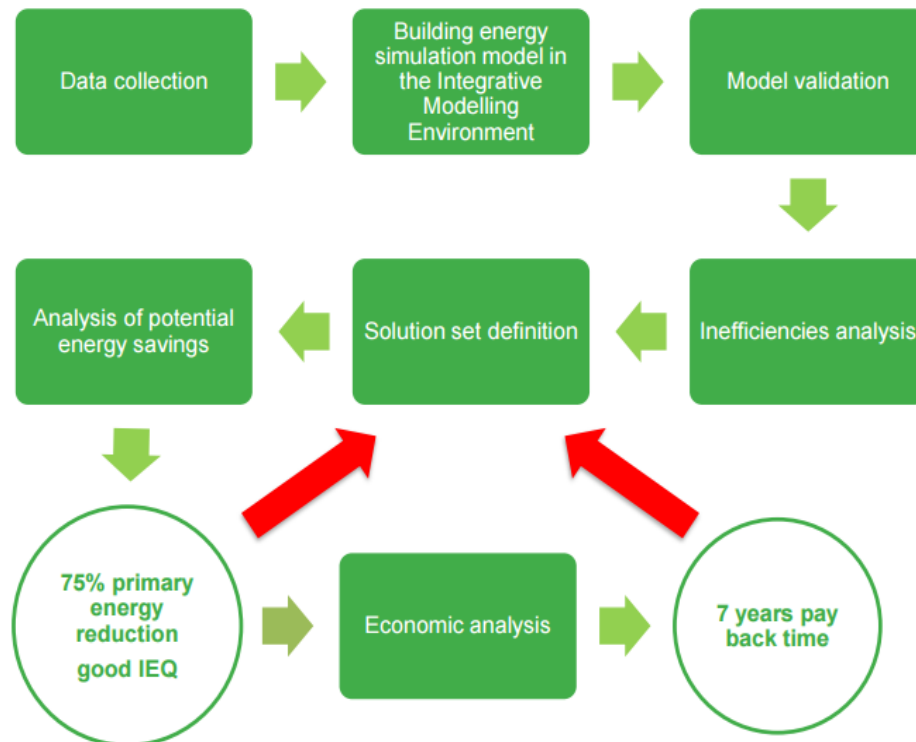 Data collection
Building energy
simulation model in
the Integrative
Modelling
Environment
Model validation
Analysis of potential
energy savings
Solution set definition
Inefficiencies analysis
75% primary
energy
reduction
good IEQ
Economic analysis
7 years pay
back time